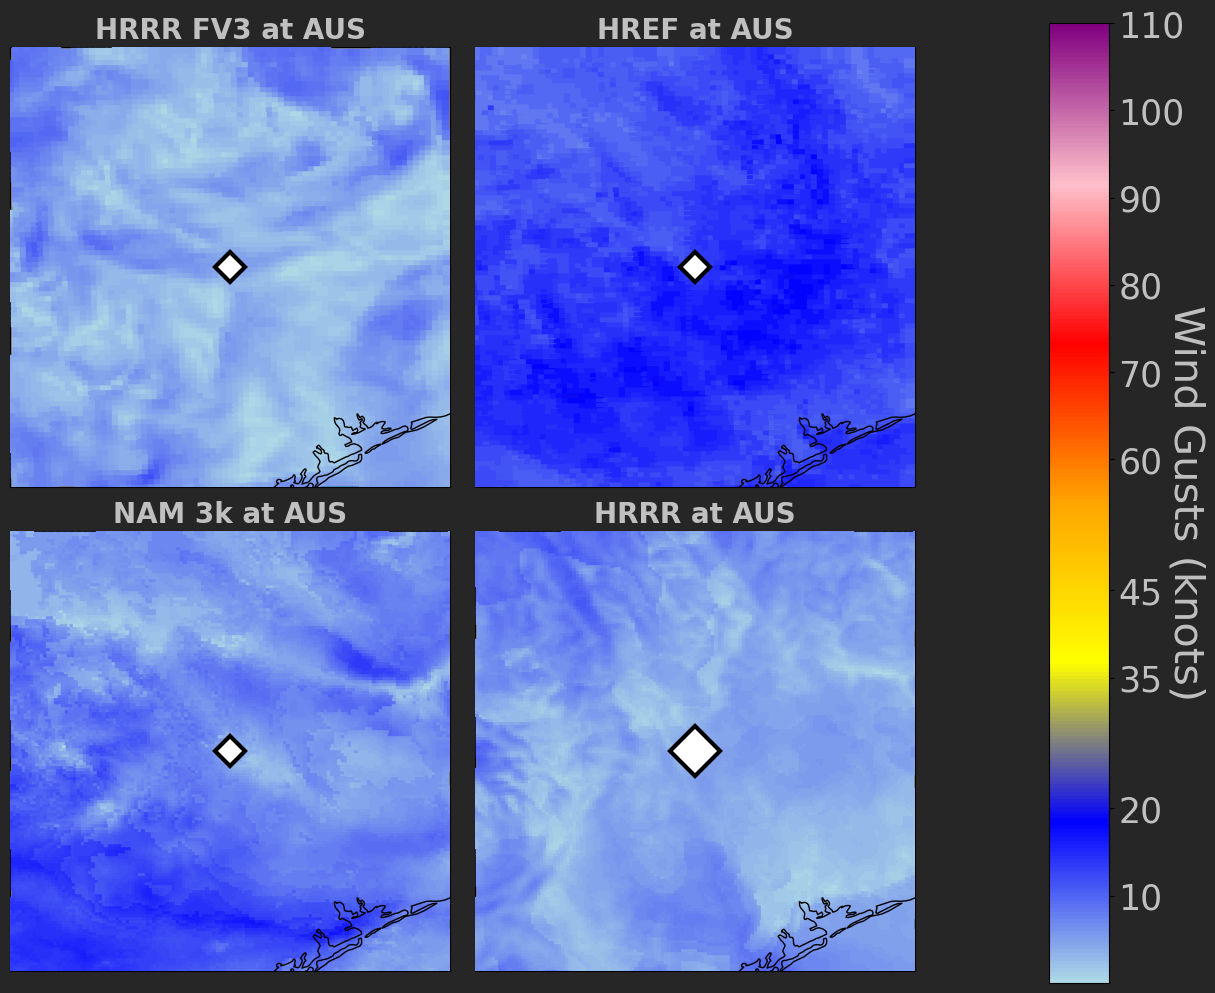 HRRR FV3 at AUS
HREF at AUS
NAM 3k at AUS
HRRR at AUS
110
100
90
80
70
60
45
35
20
10
Wind Gusts (knots)